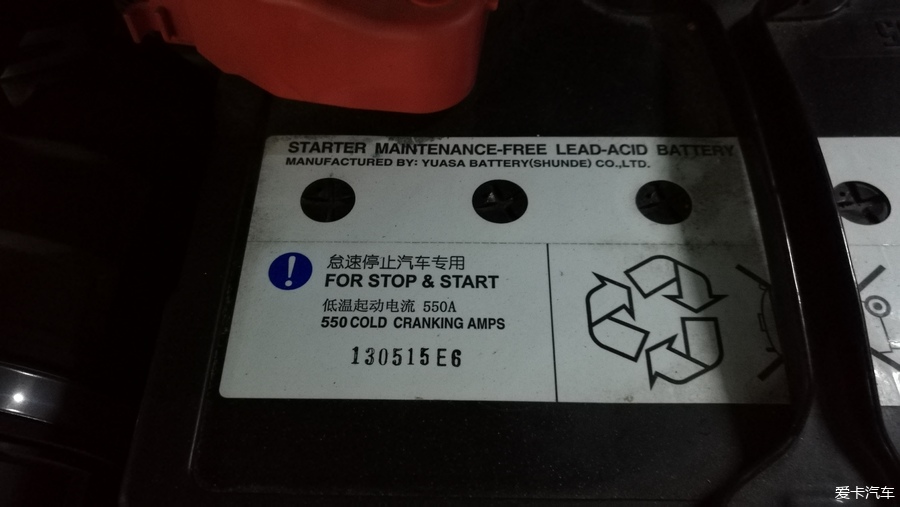 STARTER MAINTENANCE-FREE LEAD-ACID BATTERY
MANUFACTURED BY: YUASA BATTERY(SHUNDE) CO.,LTD.
怠速停止汽车专用
FOR STOP & START
低温起动电流 550A
550 COLD CRANKING AMPS
130515E6
爱卡汽车